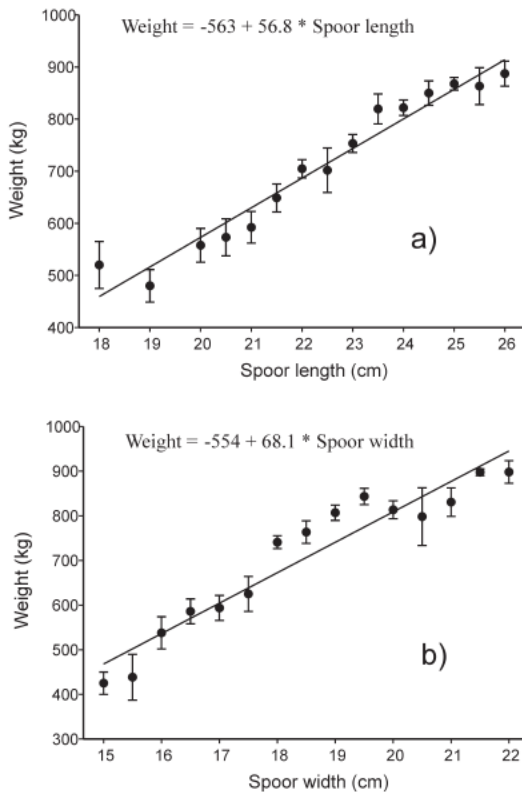 Weight = -563 + 56.8 * Spoor length
1000
900
800
700
600
500
400
Weight (kg)
a)
18 19 20 21 22 23 24 25 26
Spoor length (cm)
Weight = -554 + 68.1 * Spoor width
1000
900
800
700
600
500
400
300
Weight (kg)
b)
15 16 17 18 19 20 21 22
Spoor width (cm)